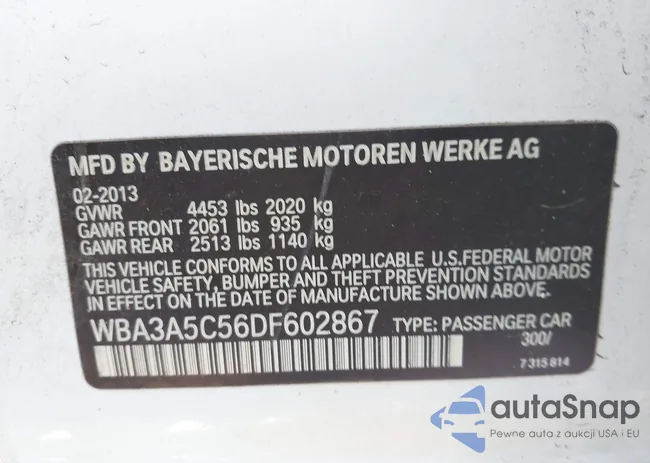 MFD BY BAYERISCHE MOTOREN WERKE AG
02-2013
GVWR 4453 lbs 2020 kg
GAWR FRONT 2061 lbs 935 kg
GAWR REAR 2513 lbs 1140 kg
THIS VEHICLE CONFORMS TO ALL APPLICABLE U.S.FEDERAL MOTOR
VEHICLE SAFETY, BUMPER AND THEFT PREVENTION STANDARDS
IN EFFECT ON THE DATE OF MANUFACTURE SHOWN ABOVE.
WBA3A5C56DF602867 TYPE: PASSENGER CAR
300/
7 315 814
autaSnap
Pewne auta z aukcji USA i EU